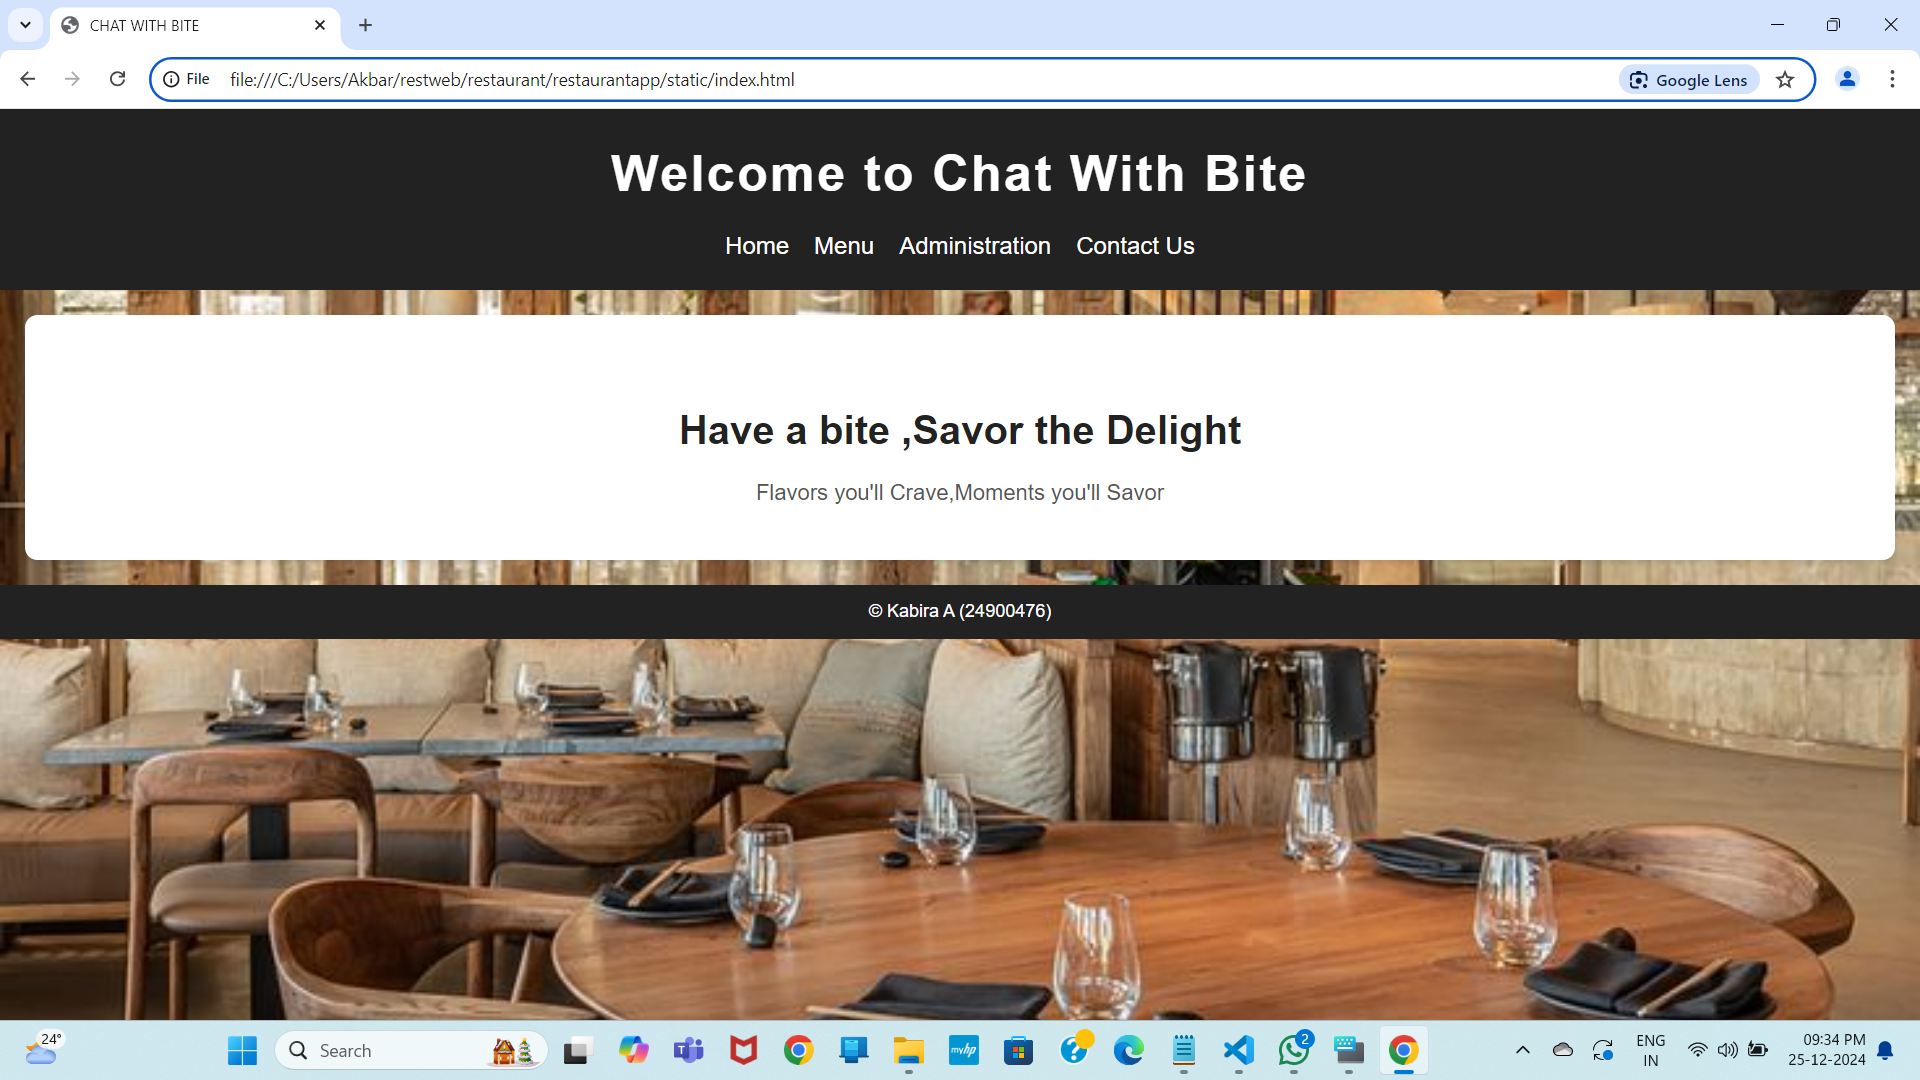 CHAT WITH BITE
File file:///C:/Users/Akbar/restweb/restaurant/restaurantapp/static/index.html Google Lens
Welcome to Chat With Bite
Home Menu Administration Contact Us
Have a bite ,Savor the Delight
Flavors you'll Crave,Moments you'll Savor
© Kabira A (24900476)
24°
Search
myhp
2
ENG
IN
09:34 PM
25-12-2024